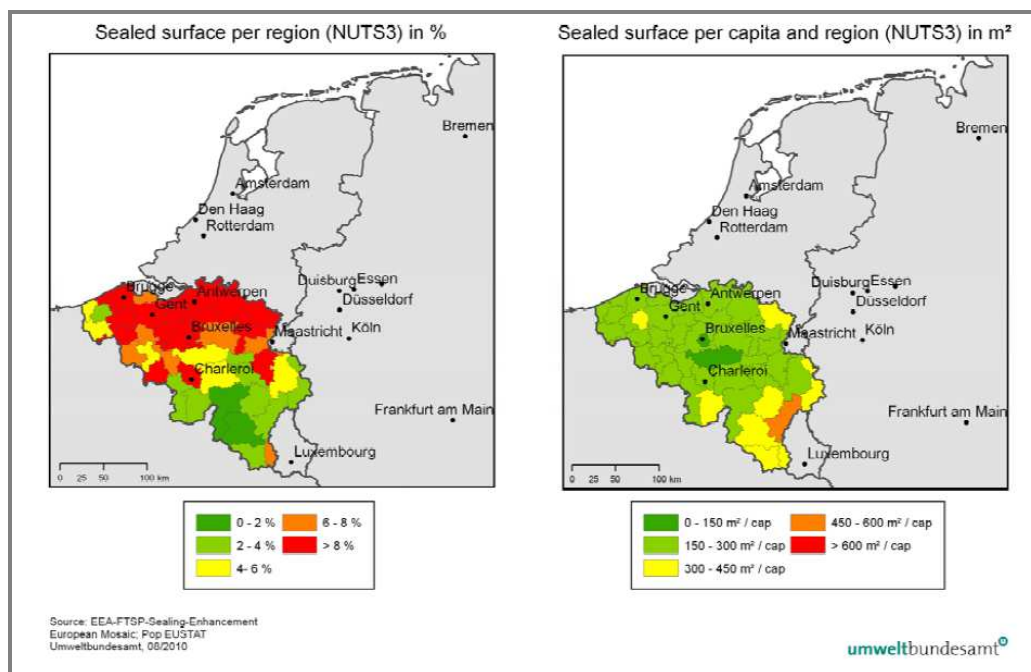 Sealed surface per region (NUTS3) in %
Bremen
Amsterdam
Den Haag
Rotterdam
Duisburg Essen
Düsseldorf
Brugge
Antwerpen
Gent
Bruxelles
Maastricht
Köln
Charleroi
Frankfurt am Main
Luxembourg
0 25 50 100 km
0 - 2 %
6 - 8 %
2 - 4 %
> 8 %
4- 6 %
Sealed surface per capita and region (NUTS3) in m²
Bremen
Amsterdam
Den Haag
Rotterdam
Duisburg Essen
Düsseldorf
Brugge
Antwerpen
Gent
Bruxelles
Maastricht
Köln
Charleroi
Frankfurt am Main
Luxembourg
0 25 50 100 km
0 - 150 m² / cap
450 - 600 m² / cap
150 - 300 m² / cap
> 600 m² / cap
300 - 450 m² / cap
Source: EEA-FTSP-Sealing-Enhancement
European Mosaic; Pop EUSTAT
Umweltbundesamt, 08/2010
umweltbundesamt